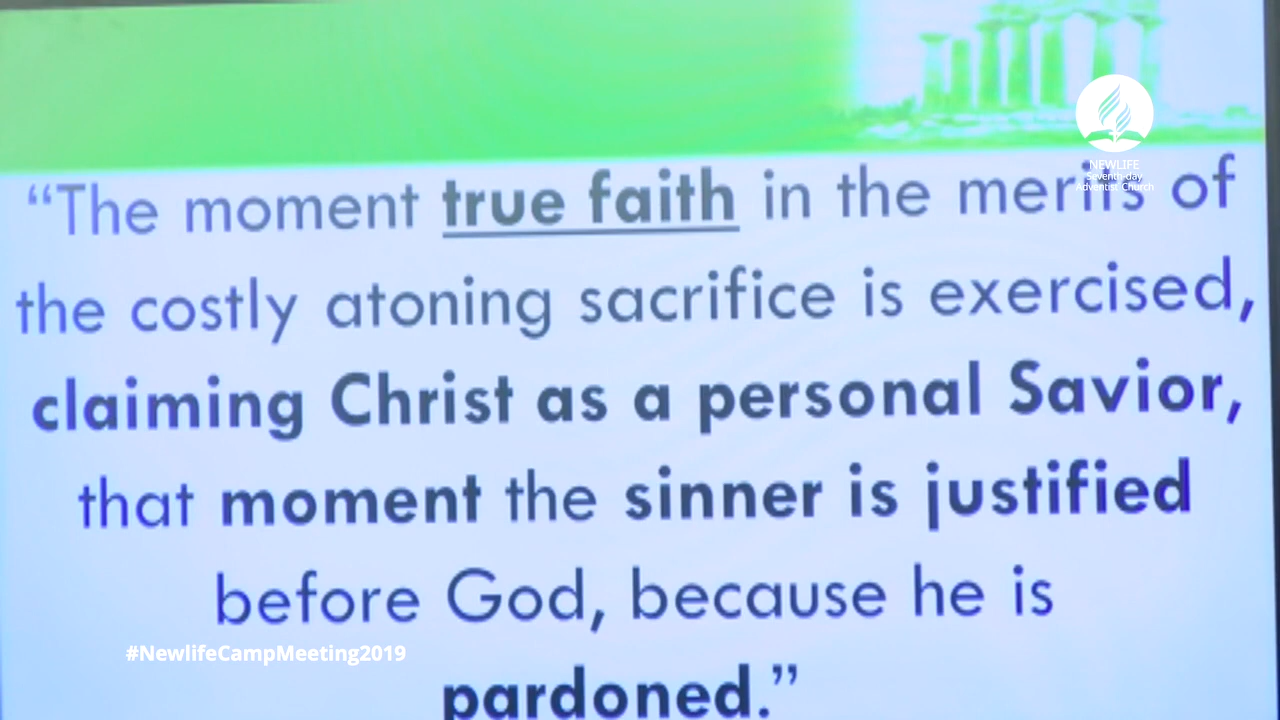 NEWLIFE
Seventh-day
Adventist Church
“The moment true faith in the merits of
the costly atoning sacrifice is exercised,
claiming Christ as a personal Savior,
that moment the sinner is justified
before God, because he is
pardoned.”
#NewlifeCampMeeting2019